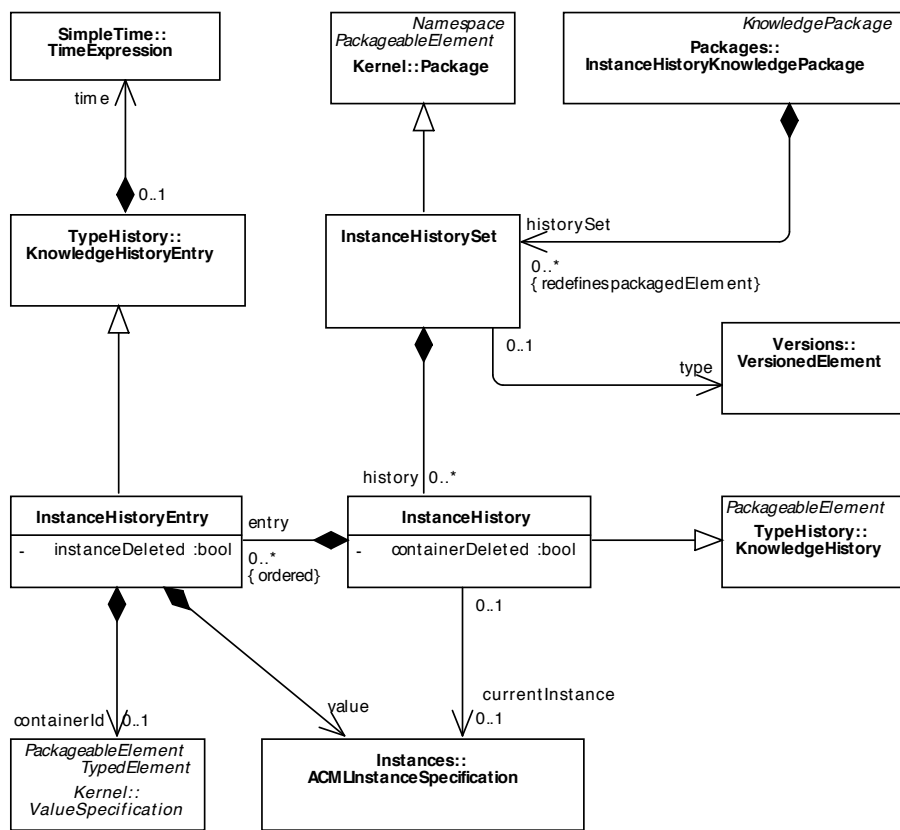 SimpleTime::
TimeExpression
Namespace
PackageableElement
Kernel::Package
KnowledgePackage
Packages::
InstanceHistoryKnowledgePackage
time
0..1
TypeHistory::
KnowledgeHistoryEntry
InstanceHistorySet
historySet
0..*
{ redefinespackagedElement}
0..1
type
Versions::
VersionedElement
history 0..*
InstanceHistoryEntry
- instanceDeleted :bool
entry
0..*
{ ordered}
InstanceHistory
- containerDeleted :bool
PackageableElement
TypeHistory::
KnowledgeHistory
0..1
currentInstance
0..1
value
containerId 0..1
PackageableElement
TypedElement
Kernel::
ValueSpecification
Instances::
ACMLInstanceSpecification